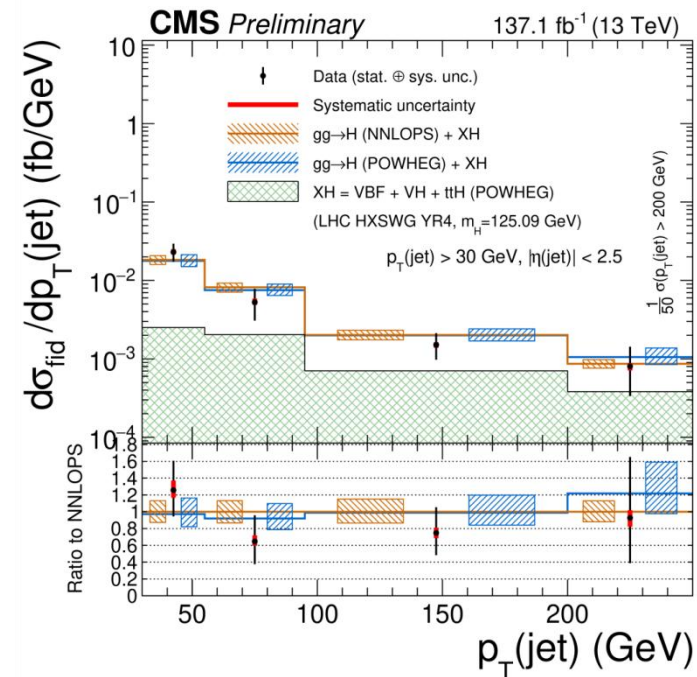 CMS Preliminary 137.1 fb⁻¹ (13 TeV)
dσ_fid/dp_T(jet) (fb/GeV)
10
1
10⁻¹
10⁻²
10⁻³
10⁻⁴
Data (stat. ⊕ sys. unc.)
Systematic uncertainty
gg→H (NNLOPS) + XH
gg→H (POWHEG) + XH
XH = VBF + VH + ttH (POWHEG)
(LHC HXSWG YR4, m_H=125.09 GeV)
p_T(jet) > 30 GeV, |η(jet)| < 2.5
1/50 σ(p_T(jet) > 200 GeV)
Ratio to NNLOPS
1.8
1.6
1.4
1.2
1
0.8
0.6
0.4
0.2
0
50 100 150 200
p_T(jet) (GeV)